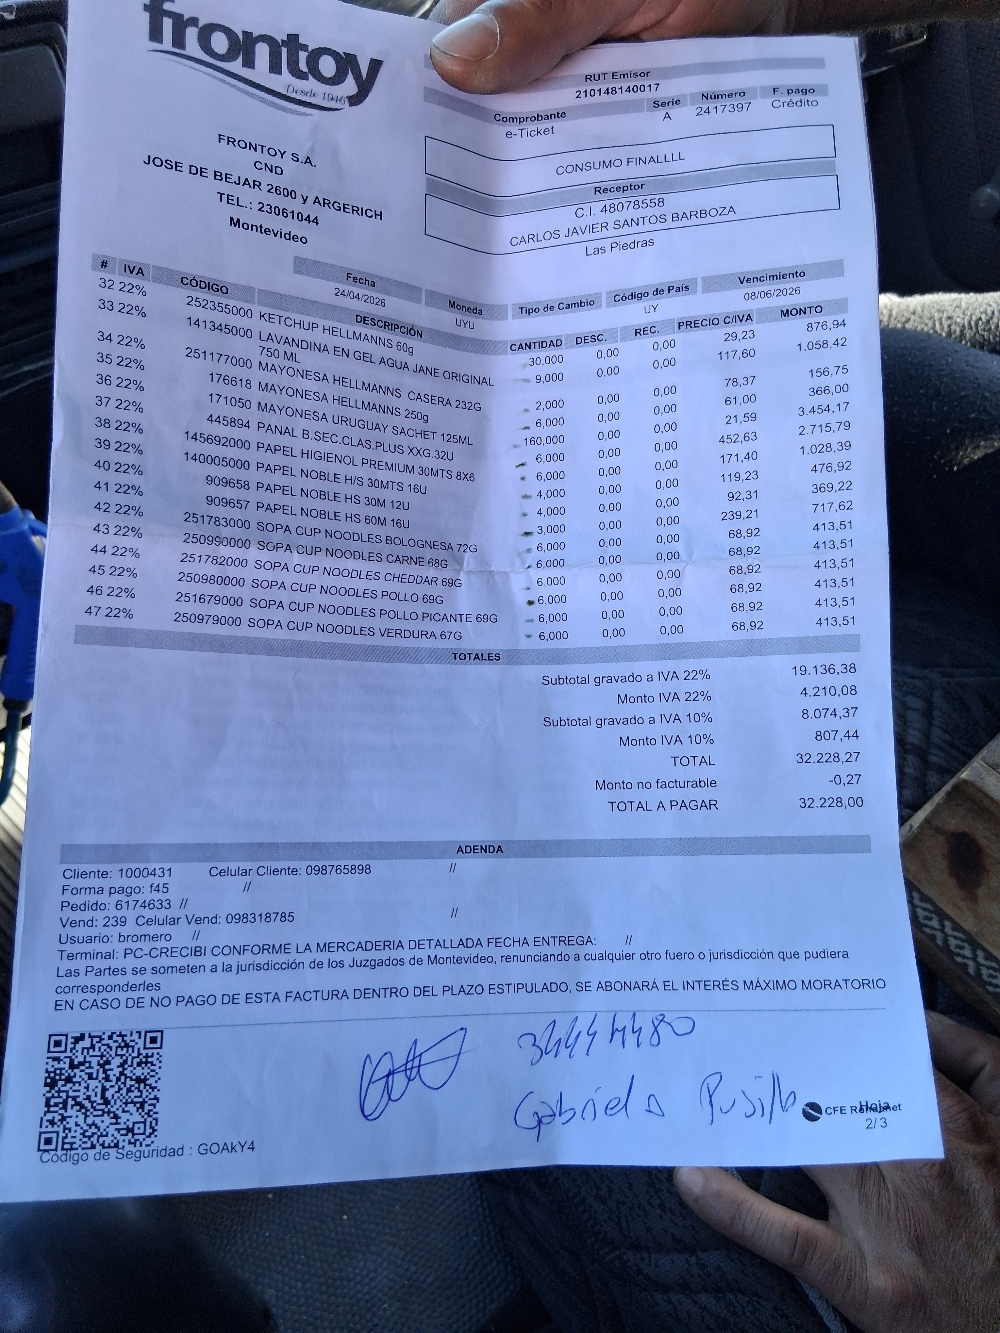 frontoy
Desde 1946
FRONTOY S.A.
CND
JOSE DE BEJAR 2600 y ARGERICH
TEL.: 23061044
Montevideo
RUT Emisor
210148140017
Comprobante Serie Número F. pago
e-Ticket A 2417397 Crédito
CONSUMO FINALLLL
Receptor
C.I. 48078558
CARLOS JAVIER SANTOS BARBOZA
Las Piedras
Fecha Moneda Tipo de Cambio Código de País Vencimiento
24/04/2026 UYU UY 08/06/2026
# IVA CÓDIGO DESCRIPCIÓN CANTIDAD DESC. REC. PRECIO C/IVA MONTO
32 22% 252355000 KETCHUP HELLMANNS 60g 30,000 0,00 0,00 29,23 876,94
33 22% 141345000 LAVANDINA EN GEL AGUA JANE ORIGINAL 9,000 0,00 0,00 117,60 1.058,42
750 ML
34 22% 251177000 MAYONESA HELLMANNS CASERA 232G 2,000 0,00 0,00 78,37 156,75
35 22% 176618 MAYONESA HELLMANNS 250g 6,000 0,00 0,00 61,00 366,00
36 22% 171050 MAYONESA URUGUAY SACHET 125ML 160,000 0,00 0,00 21,59 3.454,17
37 22% 445894 PANAL B.SEC.CLAS.PLUS XXG.32U 6,000 0,00 0,00 452,63 2.715,79
38 22% 145692000 PAPEL HIGIENOL PREMIUM 30MTS 8X6 6,000 0,00 0,00 171,40 1.028,39
39 22% 140005000 PAPEL NOBLE H/S 30MTS 16U 4,000 0,00 0,00 119,23 476,92
40 22% 909658 PAPEL NOBLE HS 30M 12U 4,000 0,00 0,00 92,31 369,22
41 22% 909657 PAPEL NOBLE HS 60M 16U 3,000 0,00 0,00 239,21 717,62
42 22% 251783000 SOPA CUP NOODLES BOLOGNESA 72G 6,000 0,00 0,00 68,92 413,51
43 22% 250990000 SOPA CUP NOODLES CARNE 68G 6,000 0,00 0,00 68,92 413,51
44 22% 251782000 SOPA CUP NOODLES CHEDDAR 69G 6,000 0,00 0,00 68,92 413,51
45 22% 250980000 SOPA CUP NOODLES POLLO 69G 6,000 0,00 0,00 68,92 413,51
46 22% 251679000 SOPA CUP NOODLES POLLO PICANTE 69G 6,000 0,00 0,00 68,92 413,51
47 22% 250979000 SOPA CUP NOODLES VERDURA 67G 6,000 0,00 0,00 68,92 413,51
TOTALES
Subtotal gravado a IVA 22% 19.136,38
Monto IVA 22% 4.210,08
Subtotal gravado a IVA 10% 8.074,37
Monto IVA 10% 807,44
TOTAL 32.228,27
Monto no facturable -0,27
TOTAL A PAGAR 32.228,00
ADENDA
Cliente: 1000431 Celular Cliente: 098765898 //
Forma pago: f45 //
Pedido: 6174633 //
Vend: 239 Celular Vend: 098318785 //
Usuario: bromero //
Terminal: PC-CRECIBI CONFORME LA MERCADERIA DETALLADA FECHA ENTREGA: //
Las Partes se someten a la jurisdicción de los Juzgados de Montevideo, renunciando a cualquier otro fuero o jurisdicción que pudiera
corresponderles
EN CASO DE NO PAGO DE ESTA FACTURA DENTRO DEL PLAZO ESTIPULADO, SE ABONARÁ EL INTERÉS MÁXIMO MORATORIO
Gabriela
CFE
Hoja
2/ 3
Código de Seguridad : GOAkY4